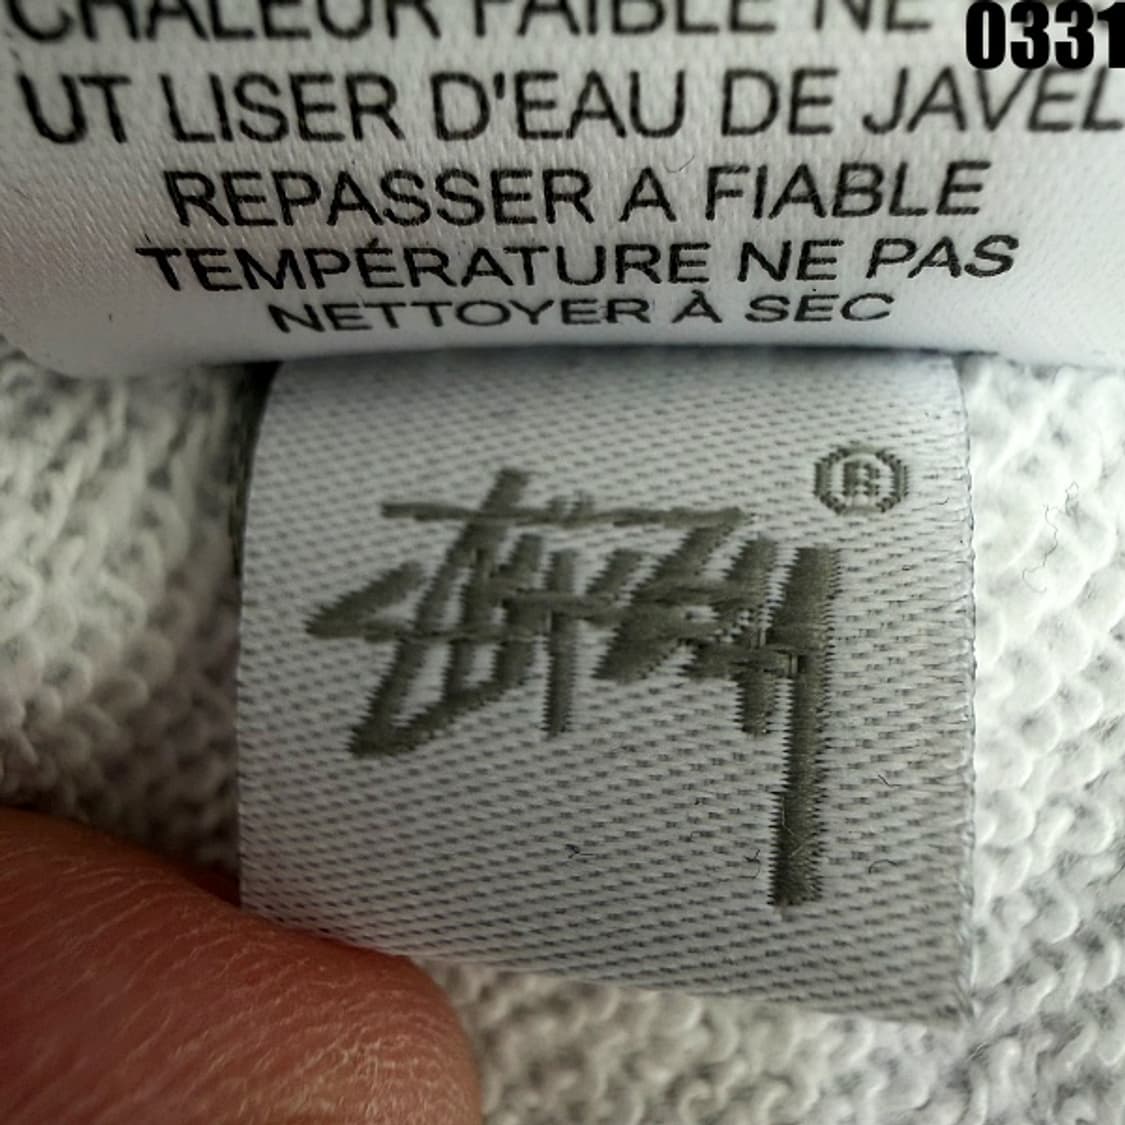 CHALEUR FAIBLE NE
0331
UT LISER D'EAU DE JAVEL
REPASSER A FIABLE
TEMPÉRATURE NE PAS
NETTOYER À SEC
®
Stüssy